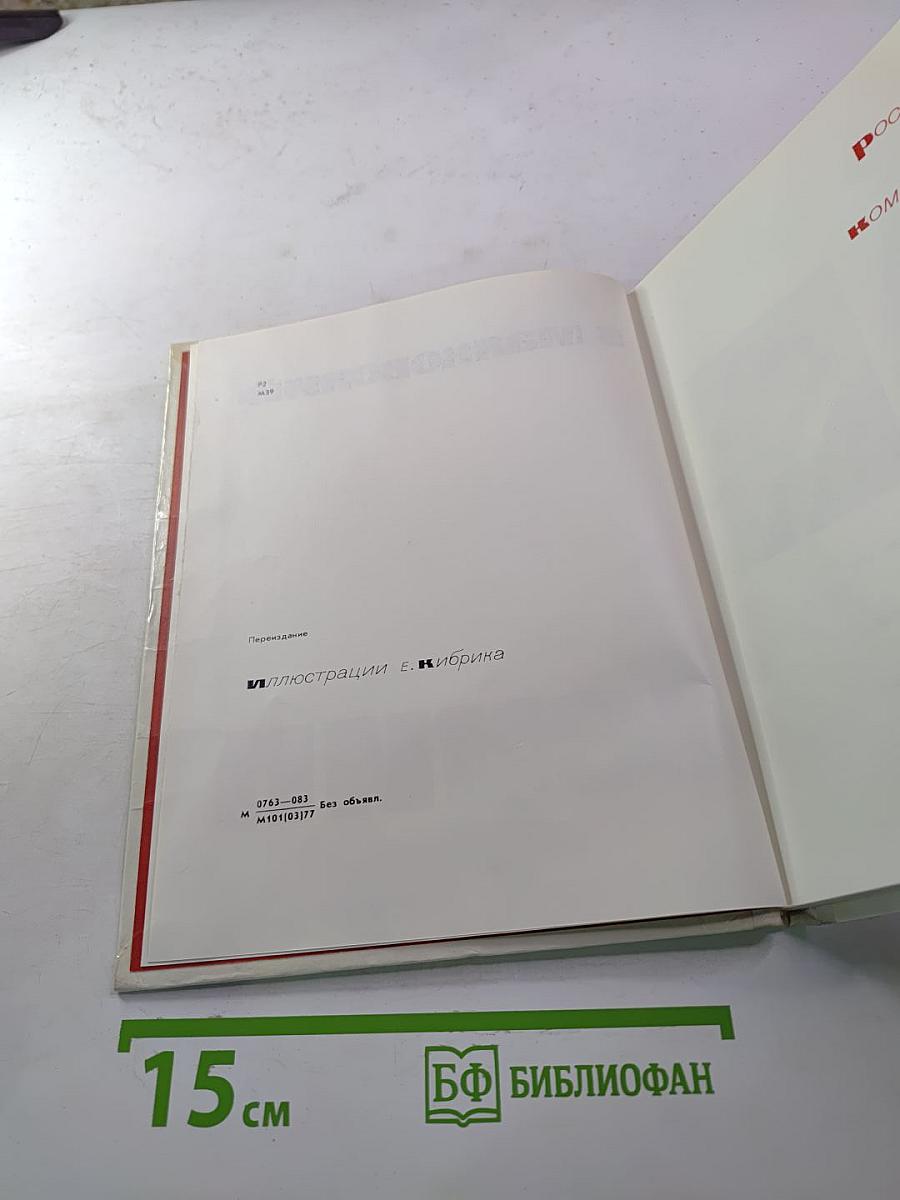 Р2
М39
Переиздание
Иллюстрации Е. Кибрика
М 0763—083
М101(03)77 Без объявл.
15 см
БФ БИБЛИОФАН